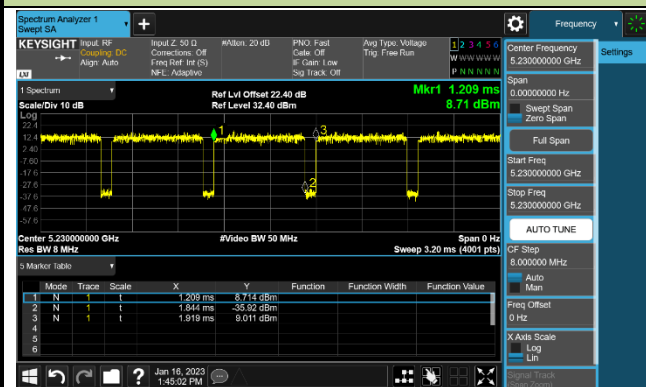 Spectrum Analyzer 1
Swept SA
+
Frequency
KEYSIGHT
Input: RF
Coupling: DC
Align: Auto
Input Z: 50 Ω
Corrections: Off
Freq Ref: Int (S)
NFE: Adaptive
#Atten: 20 dB
PNO: Fast
Gate: Off
IF Gain: Low
Sig Track: Off
Avg Type: Voltage
Trig: Free Run
1 2 3 4 5 6
W W W W W W
P N N N N N
LXI
1 Spectrum
Scale/Div 10 dB
Log
Ref Lvl Offset 22.40 dB
Ref Level 32.40 dBm
Mkr1 1.209 ms
8.71 dBm
22.4
12.4
2.40
-7.60
-17.6
-27.6
-37.6
-47.6
-57.6
1
3
2
Center 5.230000000 GHz
Res BW 8 MHz
#Video BW 50 MHz
Span 0 Hz
Sweep 3.20 ms (4001 pts)
5 Marker Table
Mode Trace Scale X Y Function Function Width Function Value
1 N 1 t 1.209 ms 8.714 dBm
2 N 1 t 1.844 ms -35.92 dBm
3 N 1 t 1.919 ms 9.011 dBm
4
5
6
Jan 16, 2023
1:45:02 PM
?
Center Frequency
5.230000000 GHz
Settings
Span
0.00000000 Hz
Swept Span
Zero Span
Full Span
Start Freq
5.230000000 GHz
Stop Freq
5.230000000 GHz
AUTO TUNE
CF Step
8.000000 MHz
Auto
Man
Freq Offset
0 Hz
X Axis Scale
Log
Lin
Signal Track
(Span Zoom)